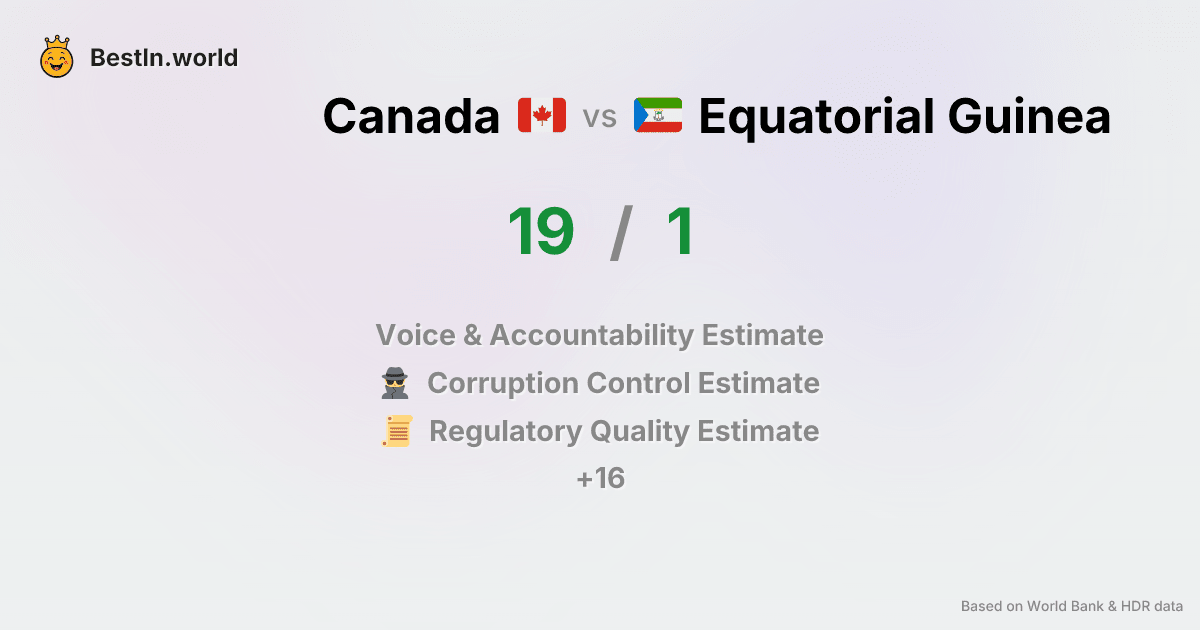 BestIn.world
Canada vs Equatorial Guinea
19 / 1
Voice & Accountability Estimate
Corruption Control Estimate
Regulatory Quality Estimate
+16
Based on World Bank & HDR data